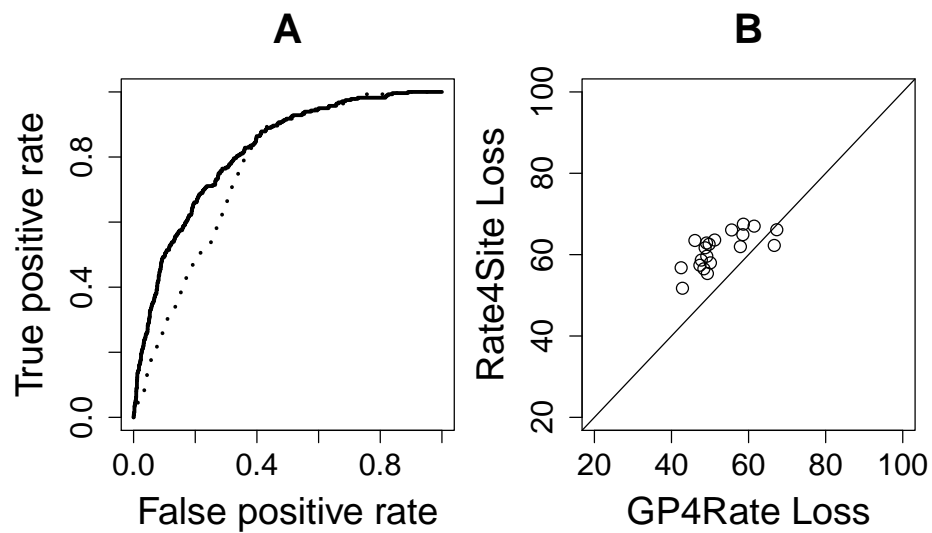 A
True positive rate
0.0
0.4
0.8
0.0
0.4
0.8
False positive rate
B
Rate4Site Loss
20
40
60
80
100
20
40
60
80
100
GP4Rate Loss